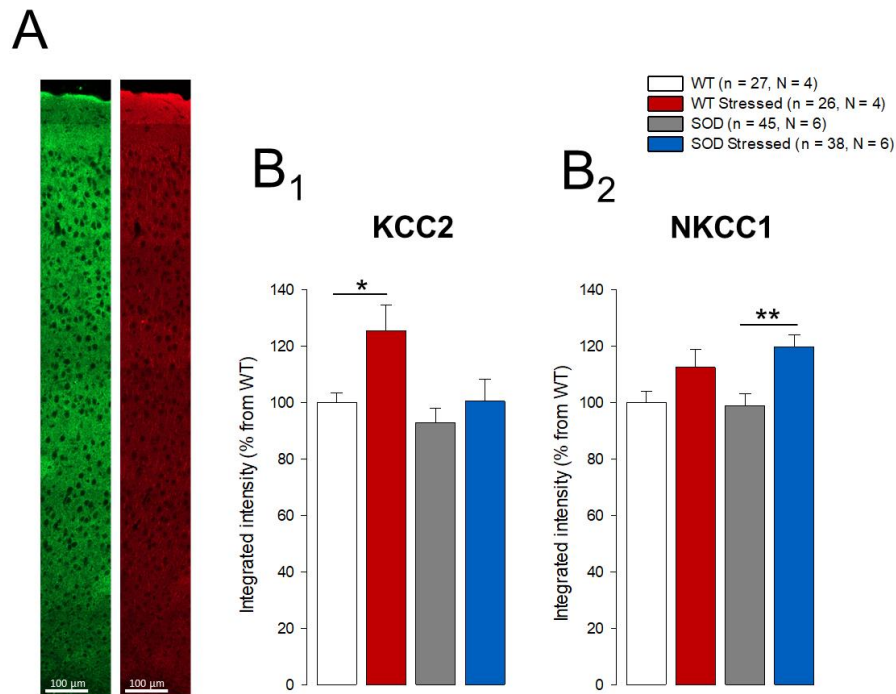 A
100 µm
100 µm
WT (n = 27, N = 4)
WT Stressed (n = 26, N = 4)
SOD (n = 45, N = 6)
SOD Stressed (n = 38, N = 6)
B1
KCC2
Integrated intensity (% from WT)
140
120
100
80
60
40
20
0
*
B2
NKCC1
Integrated intensity (% from WT)
140
120
100
80
60
40
20
0
**